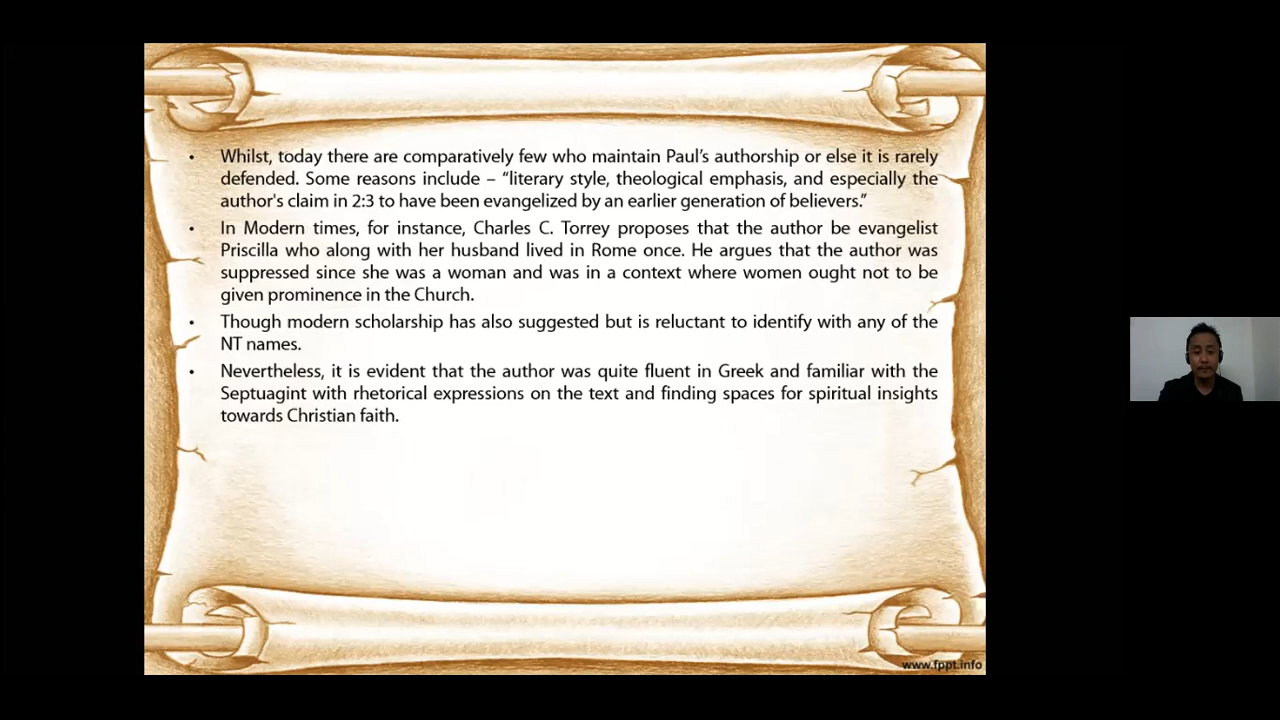 • Whilst, today there are comparatively few who maintain Paul's authorship or else it is rarely
defended. Some reasons include – “literary style, theological emphasis, and especially the
author's claim in 2:3 to have been evangelized by an earlier generation of believers.”
• In Modern times, for instance, Charles C. Torrey proposes that the author be evangelist
Priscilla who along with her husband lived in Rome once. He argues that the author was
suppressed since she was a woman and was in a context where women ought not to be
given prominence in the Church.
• Though modern scholarship has also suggested but is reluctant to identify with any of the
NT names.
• Nevertheless, it is evident that the author was quite fluent in Greek and familiar with the
Septuagint with rhetorical expressions on the text and finding spaces for spiritual insights
towards Christian faith.
www.fppt.info